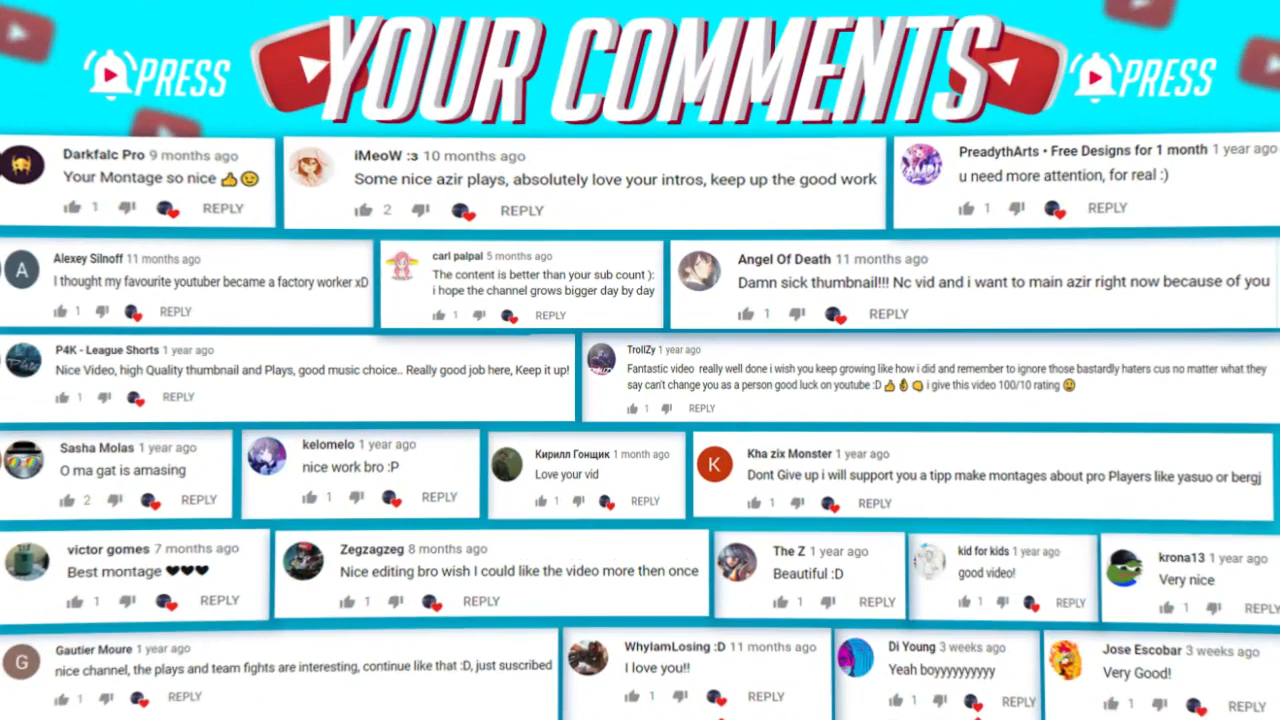 PRESS YOUR COMMENTS PRESS
Darkfalc Pro 9 months ago
Your Montage so nice 👍😉
1 REPLY
iMeoW :3 10 months ago
Some nice azir plays, absolutely love your intros, keep up the good work
2 REPLY
PreadythArts • Free Designs for 1 month 1 year ago
u need more attention, for real :)
1 REPLY
A
Alexey Silnoff 11 months ago
I thought my favourite youtuber became a factory worker xD
1 REPLY
carl palpal 5 months ago
The content is better than your sub count ):
i hope the channel grows bigger day by day
1 REPLY
Angel Of Death 11 months ago
Damn sick thumbnail!!! Nc vid and i want to main azir right now because of you
1 REPLY
P4K - League Shorts 1 year ago
Nice Video, high Quality thumbnail and Plays, good music choice.. Really good job here, Keep it up!
1 REPLY
TrollZy 1 year ago
Fantastic video really well done i wish you keep growing like how i did and remember to ignore those bastardly haters cus no matter what they
say can't change you as a person good luck on youtube :D 👍👌👊 i give this video 100/10 rating
1 REPLY
Sasha Molas 1 year ago
O ma gat is amasing
2 REPLY
kelomelo 1 year ago
nice work bro :P
1 REPLY
Кирилл Гонщик 1 month ago
Love your vid
1 REPLY
K
Kha zix Monster 1 year ago
Dont Give up i will support you a tipp make montages about pro Players like yasuo or bergj
1 REPLY
victor gomes 7 months ago
Best montage ♥♥♥
1 REPLY
Zegzagzeg 8 months ago
Nice editing bro wish I could like the video more then once
1 REPLY
The Z 1 year ago
Beautiful :D
1 REPLY
kid for kids 1 year ago
good video!
1 REPLY
krona13 1 year ago
Very nice
1 REPLY
G
Gautier Moure 1 year ago
nice channel, the plays and team fights are interesting, continue like that :D, just suscribed
1 REPLY
WhyIamLosing :D 11 months ago
I love you!!
1 REPLY
Di Young 3 weeks ago
Yeah boyyyyyyyyyy
1 REPLY
Jose Escobar 3 weeks ago
Very Good!
1 REPLY